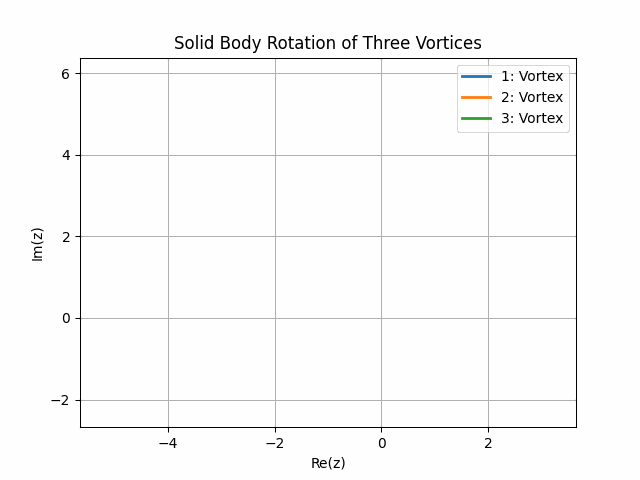 Solid Body Rotation of Three Vortices
1: Vortex
2: Vortex
3: Vortex
6
4
2
0
−2
Im(z)
−4
−2
0
2
Re(z)